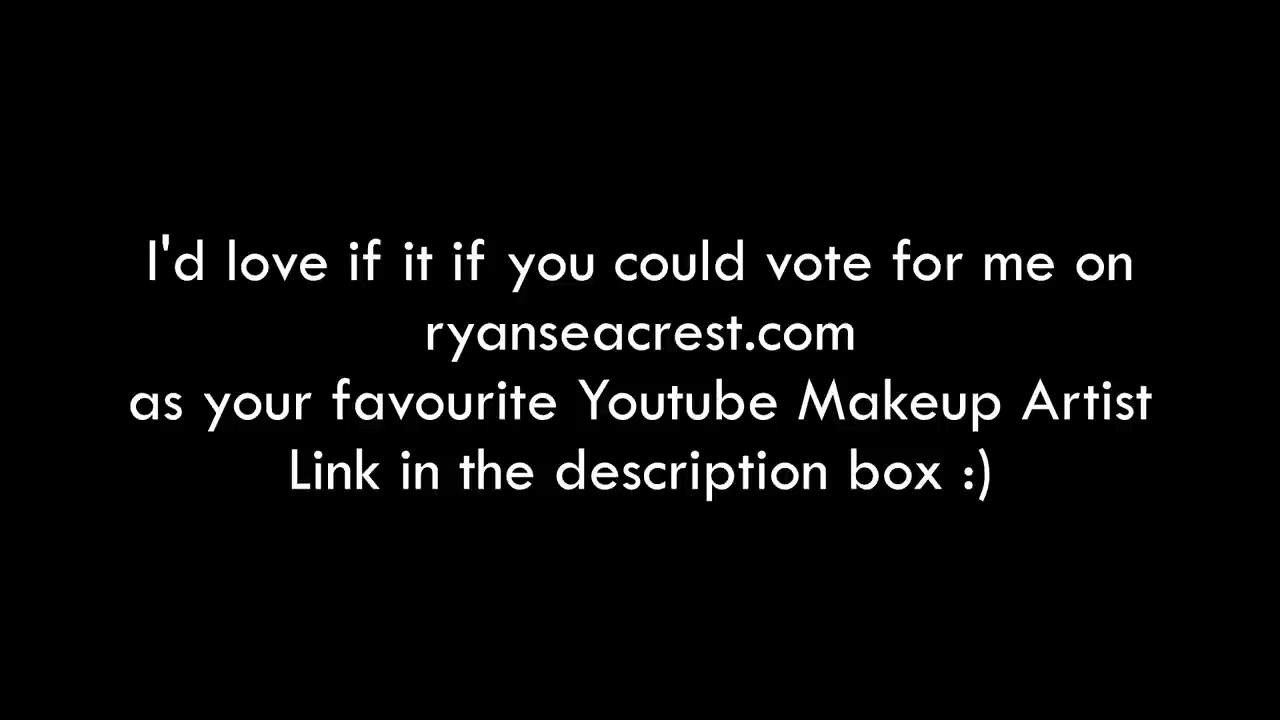 I'd love if it if you could vote for me on
ryanseacrest.com
as your favourite Youtube Makeup Artist
Link in the description box :)